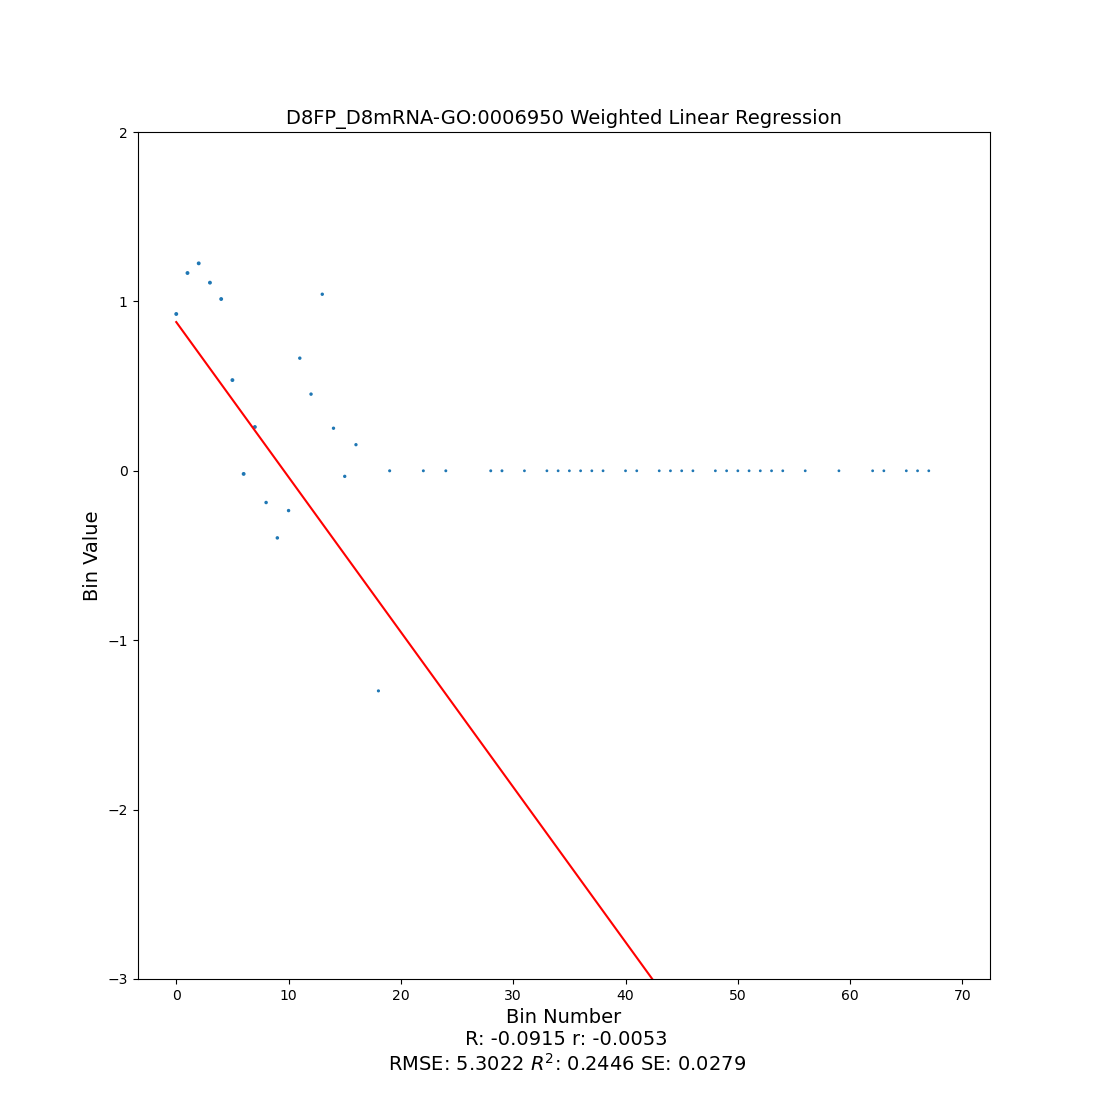 D8FP_D8mRNA-GO:0006950 Weighted Linear Regression
2
1
0
−1
−2
−3
Bin Value
0 10 20 30 40 50 60 70
Bin Number
R: -0.0915 r: -0.0053
RMSE: 5.3022 R²: 0.2446 SE: 0.0279